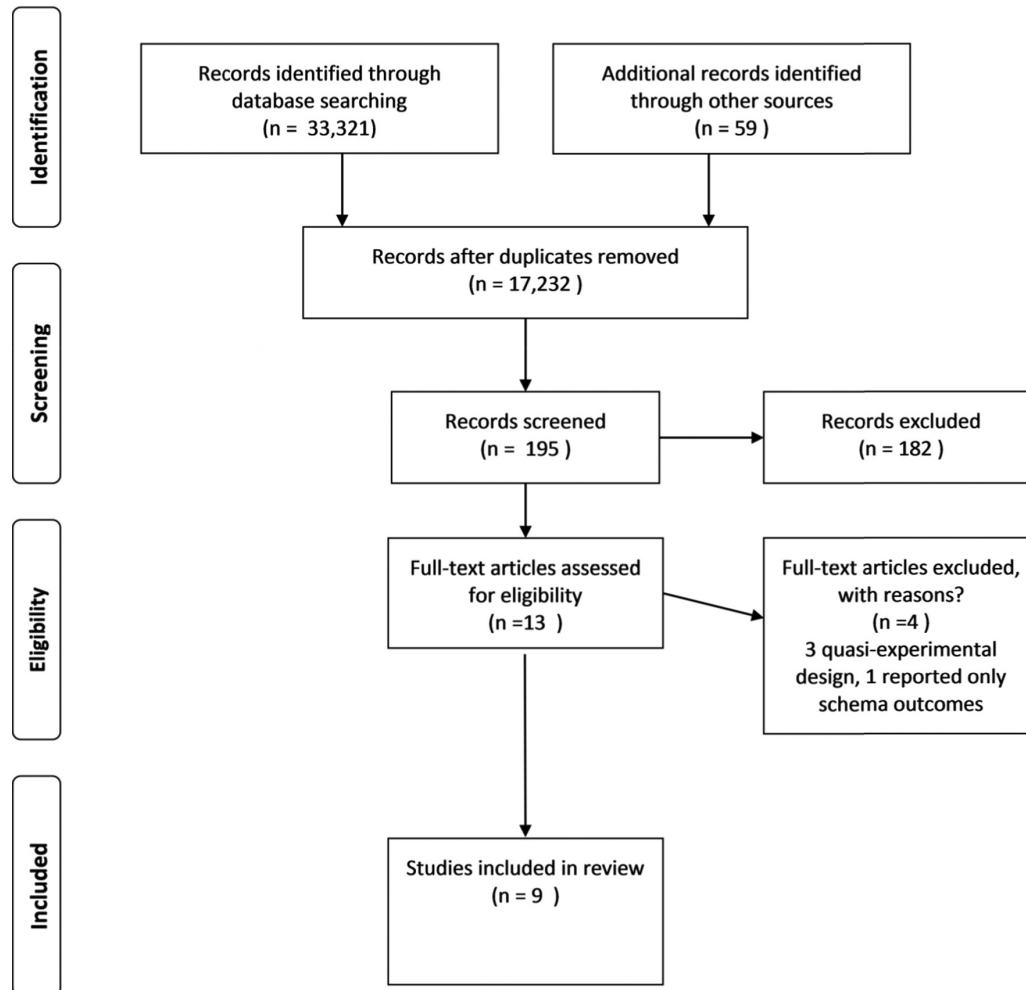 Identification
Records identified through
database searching
(n = 33,321)
Additional records identified
through other sources
(n = 59 )
Records after duplicates removed
(n = 17,232 )
Screening
Records screened
(n = 195 )
Records excluded
(n = 182 )
Eligibility
Full-text articles assessed
for eligibility
(n =13 )
Full-text articles excluded,
with reasons?
(n =4 )
3 quasi-experimental
design, 1 reported only
schema outcomes
Included
Studies included in review
(n = 9 )